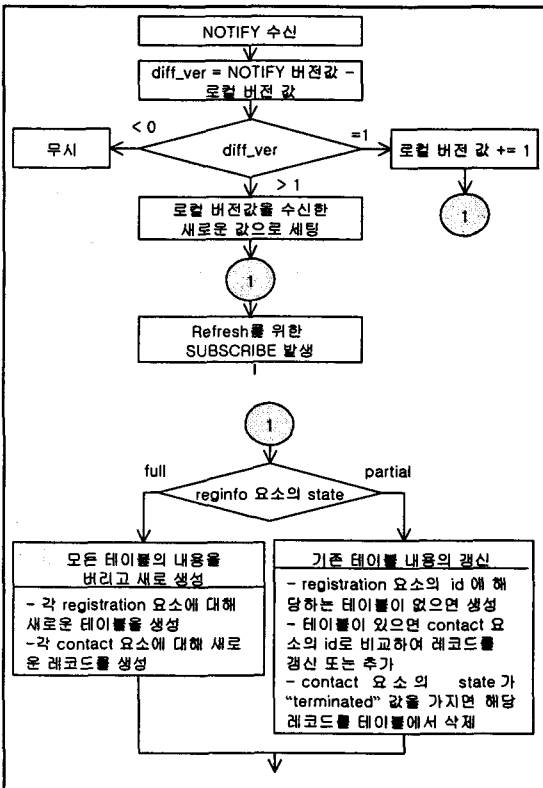 NOTIFY 수신
diff_ver = NOTIFY 버전값 –
로컬 버전 값
< 0
=1
무시
diff_ver
로컬 버전 값 += 1
> 1
1
로컬 버전값을 수신한
새로운 값으로 세팅
1
Refresh를 위한
SUBSCRIBE 발생
1
full
partial
reginfo 요소의 state
모든 테이블의 내용을
버리고 새로 생성
– 각 registration 요소에 대해
새로운 테이블을 생성
–각 contact 요소에 대해 새로
운 레코드를 생성
기존 테이블 내용의 갱신
– registration 요소의 id 에 해
당하는 테이블이 없으면 생성
– 테이블이 있으면 contact 요
소의 id로 비교하여 레코드를
갱신 또는 추가
– contact 요소의 state가
“terminated” 값을 가지면 해당
레코드를 테이블에서 삭제